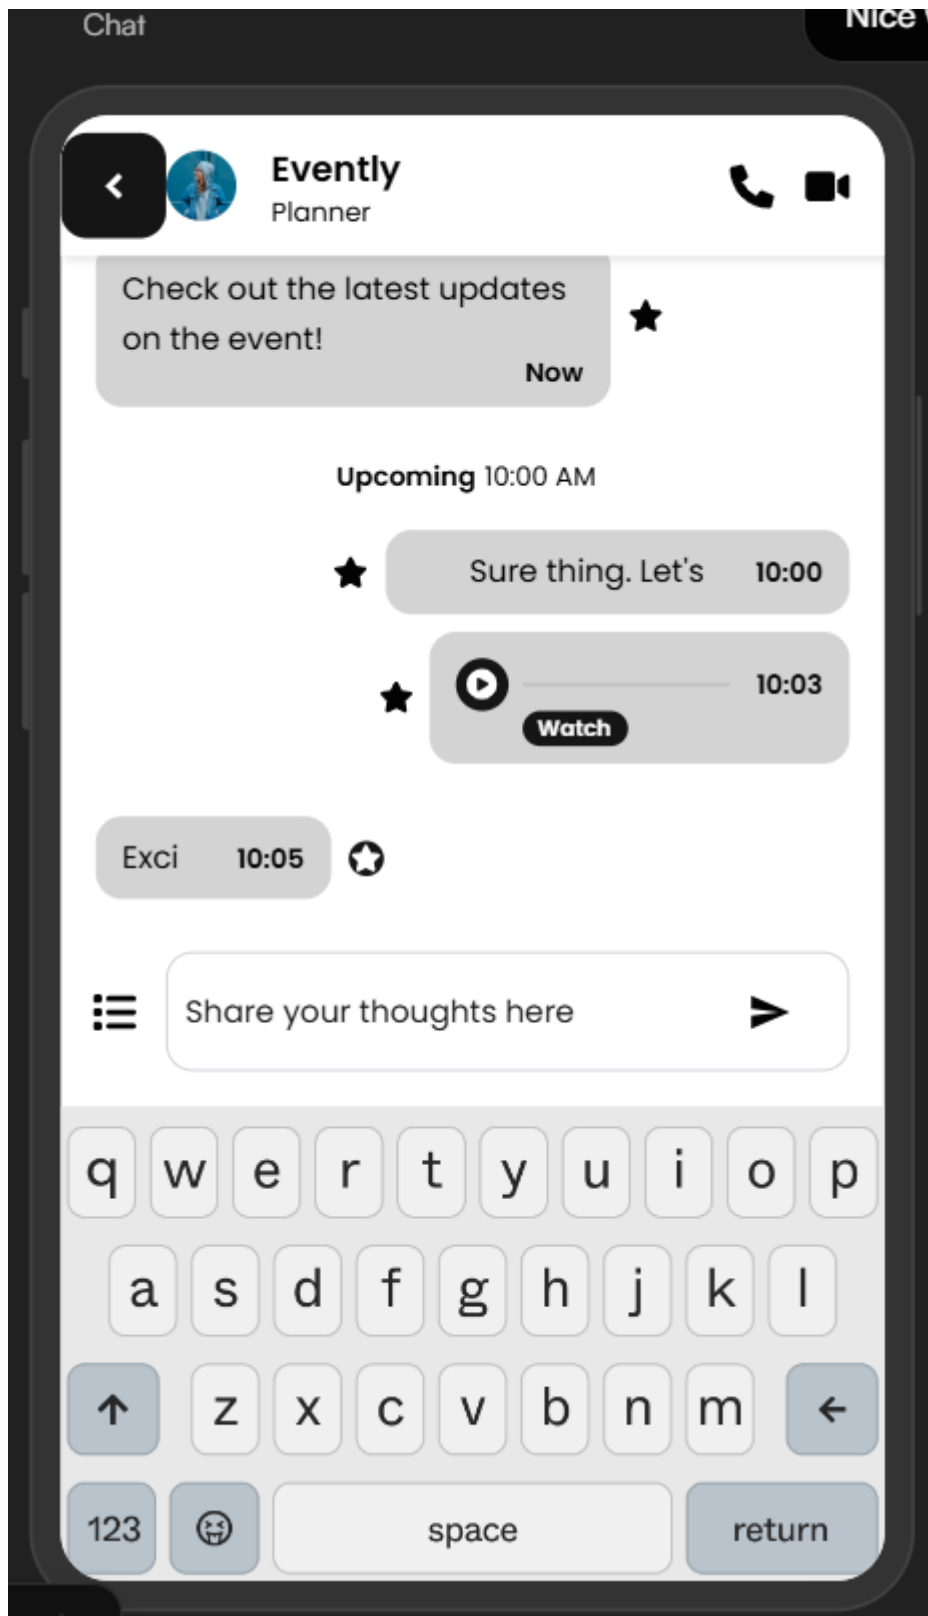 Chat
Nice
Evently
Planner
Check out the latest updates
on the event!
Now
Upcoming 10:00 AM
Sure thing. Let's 10:00
10:03
Watch
Exci 10:05
Share your thoughts here
q w e r t y u i o p
a s d f g h j k l
z x c v b n m
123 space return